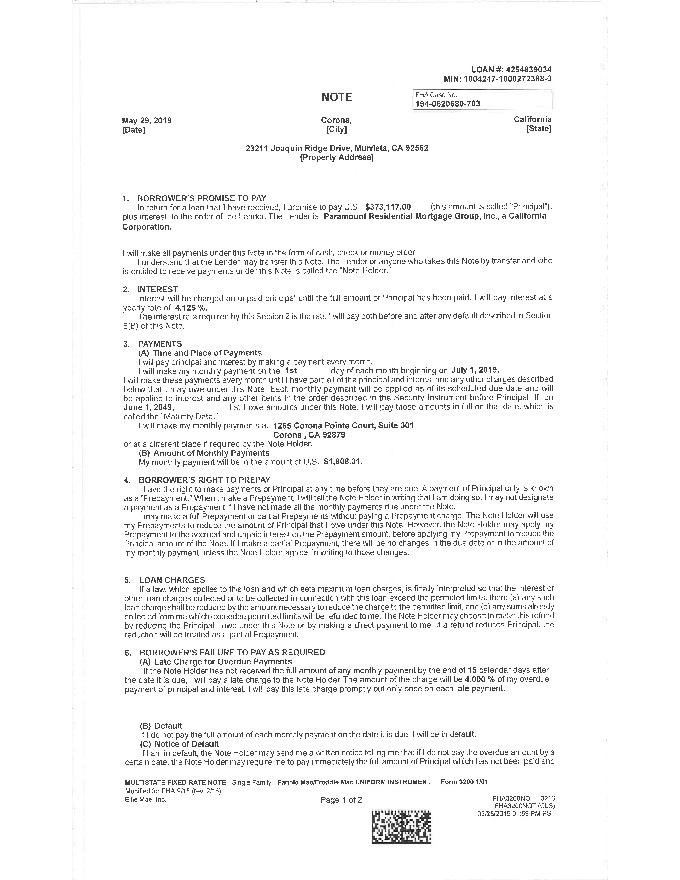 LOAN #: 4254839034
MIN: 1004247-1000272388-0
NOTE
FHA Case No.
194-0620680-703
May 29, 2019 Corona, California
[Date] [City] [State]
23211 Joaquin Ridge Drive, Murrieta, CA 92562
[Property Address]
1. BORROWER'S PROMISE TO PAY
In return for a loan that I have received, I promise to pay U.S. $373,117.00 (this amount is called "Principal"),
plus interest, to the order of the Lender. The Lender is Paramount Residential Mortgage Group, Inc., a California
Corporation.
I will make all payments under this Note in the form of cash, check or money order.
I understand that the Lender may transfer this Note. The Lender or anyone who takes this Note by transfer and who
is entitled to receive payments under this Note is called the "Note Holder."
2. INTEREST
Interest will be charged on unpaid principal until the full amount of Principal has been paid. I will pay interest at a
yearly rate of 4.125 %.
The interest rate required by this Section 2 is the rate I will pay both before and after any default described in Section
6(B) of this Note.
3. PAYMENTS
(A) Time and Place of Payments
I will pay principal and interest by making a payment every month.
I will make my monthly payment on the 1st day of each month beginning on July 1, 2019.
I will make these payments every month until I have paid all of the principal and interest and any other charges described
below that I may owe under this Note. Each monthly payment will be applied as of its scheduled due date and will
be applied to interest and any other items in the order described in the Security Instrument before Principal. If, on
June 1, 2049, I still owe amounts under this Note, I will pay those amounts in full on that date, which is
called the "Maturity Date."
I will make my monthly payments at 1265 Corona Pointe Court, Suite 301
Corona, CA 92879
or at a different place if required by the Note Holder.
(B) Amount of Monthly Payments
My monthly payment will be in the amount of U.S. $1,808.31.
4. BORROWER'S RIGHT TO PREPAY
I have the right to make payments of Principal at any time before they are due. A payment of Principal only is known
as a "Prepayment." When I make a Prepayment, I will tell the Note Holder in writing that I am doing so. I may not designate
a payment as a Prepayment if I have not made all the monthly payments due under the Note.
I may make a full Prepayment or partial Prepayments without paying a Prepayment charge. The Note Holder will use
my Prepayments to reduce the amount of Principal that I owe under this Note. However, the Note Holder may apply my
Prepayment to the accrued and unpaid interest on the Prepayment amount, before applying my Prepayment to reduce the
Principal amount of the Note. If I make a partial Prepayment, there will be no changes in the due date or in the amount of
my monthly payment unless the Note Holder agrees in writing to those changes.
5. LOAN CHARGES
If a law, which applies to this loan and which sets maximum loan charges, is finally interpreted so that the interest or
other loan charges collected or to be collected in connection with this loan exceed the permitted limits, then: (a) any such
loan charge shall be reduced by the amount necessary to reduce the charge to the permitted limit; and (b) any sums already
collected from me which exceeded permitted limits will be refunded to me. The Note Holder may choose to make this refund
by reducing the Principal I owe under this Note or by making a direct payment to me. If a refund reduces Principal, the
reduction will be treated as a partial Prepayment.
6. BORROWER'S FAILURE TO PAY AS REQUIRED
(A) Late Charge for Overdue Payments
If the Note Holder has not received the full amount of any monthly payment by the end of 15 calendar days after
the date it is due, I will pay a late charge to the Note Holder. The amount of the charge will be 4.000 % of my overdue
payment of principal and interest. I will pay this late charge promptly but only once on each late payment.
(B) Default
If I do not pay the full amount of each monthly payment on the date it is due, I will be in default.
(C) Notice of Default
If I am in default, the Note Holder may send me a written notice telling me that if I do not pay the overdue amount by a
certain date, the Note Holder may require me to pay immediately the full amount of Principal which has not been paid and
MULTISTATE FIXED RATE NOTE Single Family Fannie Mae/Freddie Mac UNIFORM INSTRUMENT Form 3200 1/01
Modified for FHA 9/15 (rev. 2/16)
Ellie Mae, Inc. Page 1 of 2 FHA3200NO 0216
FHA3200NOT (CLS)